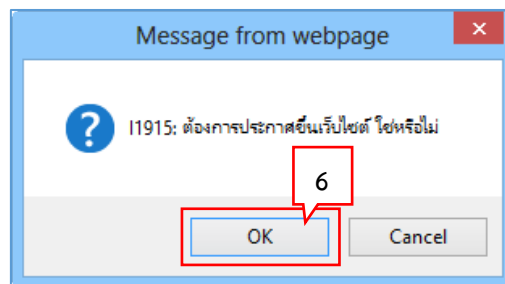 Message from webpage
×
?
I1915: ต้องการประกาศขึ้นเว็บไซต์ ใช่หรือไม่
6
OK Cancel